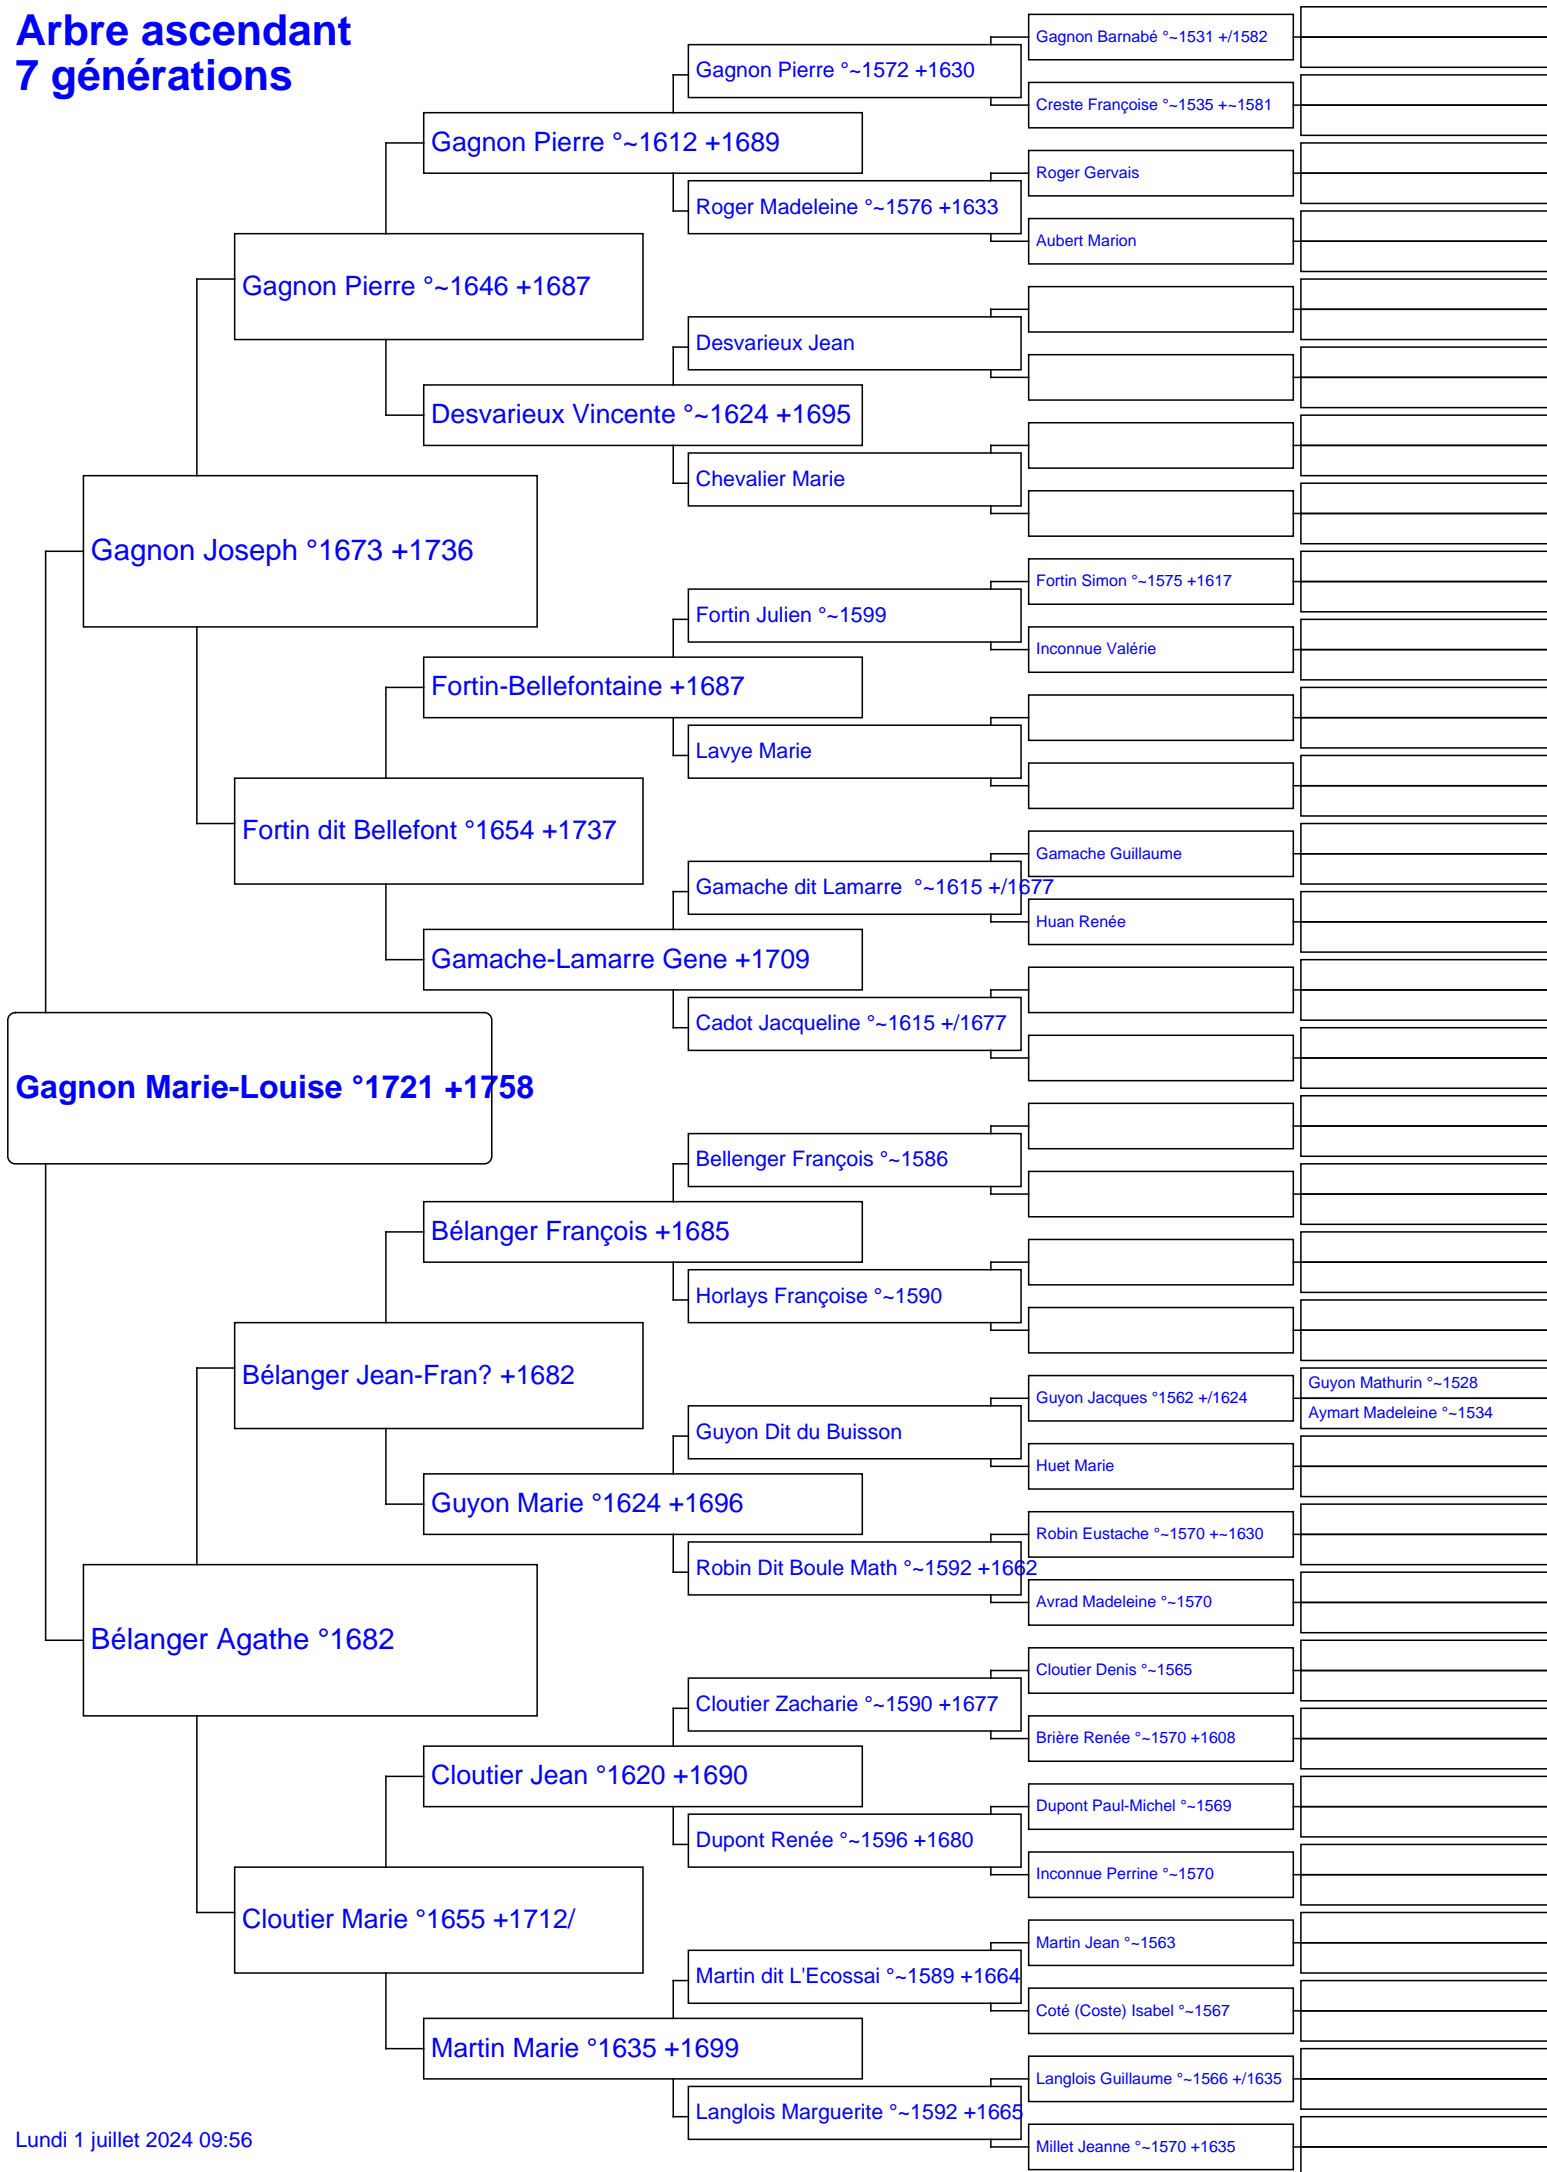 Arbre ascendant
7 générations
Gagnon Barnabé °~1531 +/1582
Gagnon Pierre °~1572 +1630
Creste Françoise °~1535 +~1581
Gagnon Pierre °~1612 +1689
Roger Gervais
Roger Madeleine °~1576 +1633
Aubert Marion
Gagnon Pierre °~1646 +1687
Desvarieux Jean
Desvarieux Vincente °~1624 +1695
Chevalier Marie
Gagnon Joseph °1673 +1736
Fortin Simon °~1575 +1617
Fortin Julien °~1599
Inconnue Valérie
Fortin-Bellefontaine +1687
Lavye Marie
Fortin dit Bellefont °1654 +1737
Gamache Guillaume
Gamache dit Lamarre  °~1615 +/1677
Huan Renée
Gamache-Lamarre Gene +1709
Cadot Jacqueline °~1615 +/1677
Gagnon Marie-Louise °1721 +1758
Bellenger François °~1586
Bélanger François +1685
Horlays Françoise °~1590
Bélanger Jean-Fran? +1682
Guyon Mathurin °~1528
Guyon Jacques °1562 +/1624
Aymart Madeleine °~1534
Guyon Dit du Buisson
Huet Marie
Guyon Marie °1624 +1696
Robin Eustache °~1570 +~1630
Robin Dit Boule Math °~1592 +1662
Avrad Madeleine °~1570
Bélanger Agathe °1682
Cloutier Denis °~1565
Cloutier Zacharie °~1590 +1677
Brière Renée °~1570 +1608
Cloutier Jean °1620 +1690
Dupont Paul-Michel °~1569
Dupont Renée °~1596 +1680
Inconnue Perrine °~1570
Cloutier Marie °1655 +1712/
Martin Jean °~1563
Martin dit L'Ecossai °~1589 +1664
Coté (Coste) Isabel °~1567
Martin Marie °1635 +1699
Langlois Guillaume °~1566 +/1635
Langlois Marguerite °~1592 +1665
Millet Jeanne °~1570 +1635
Lundi 1 juillet 2024 09:56